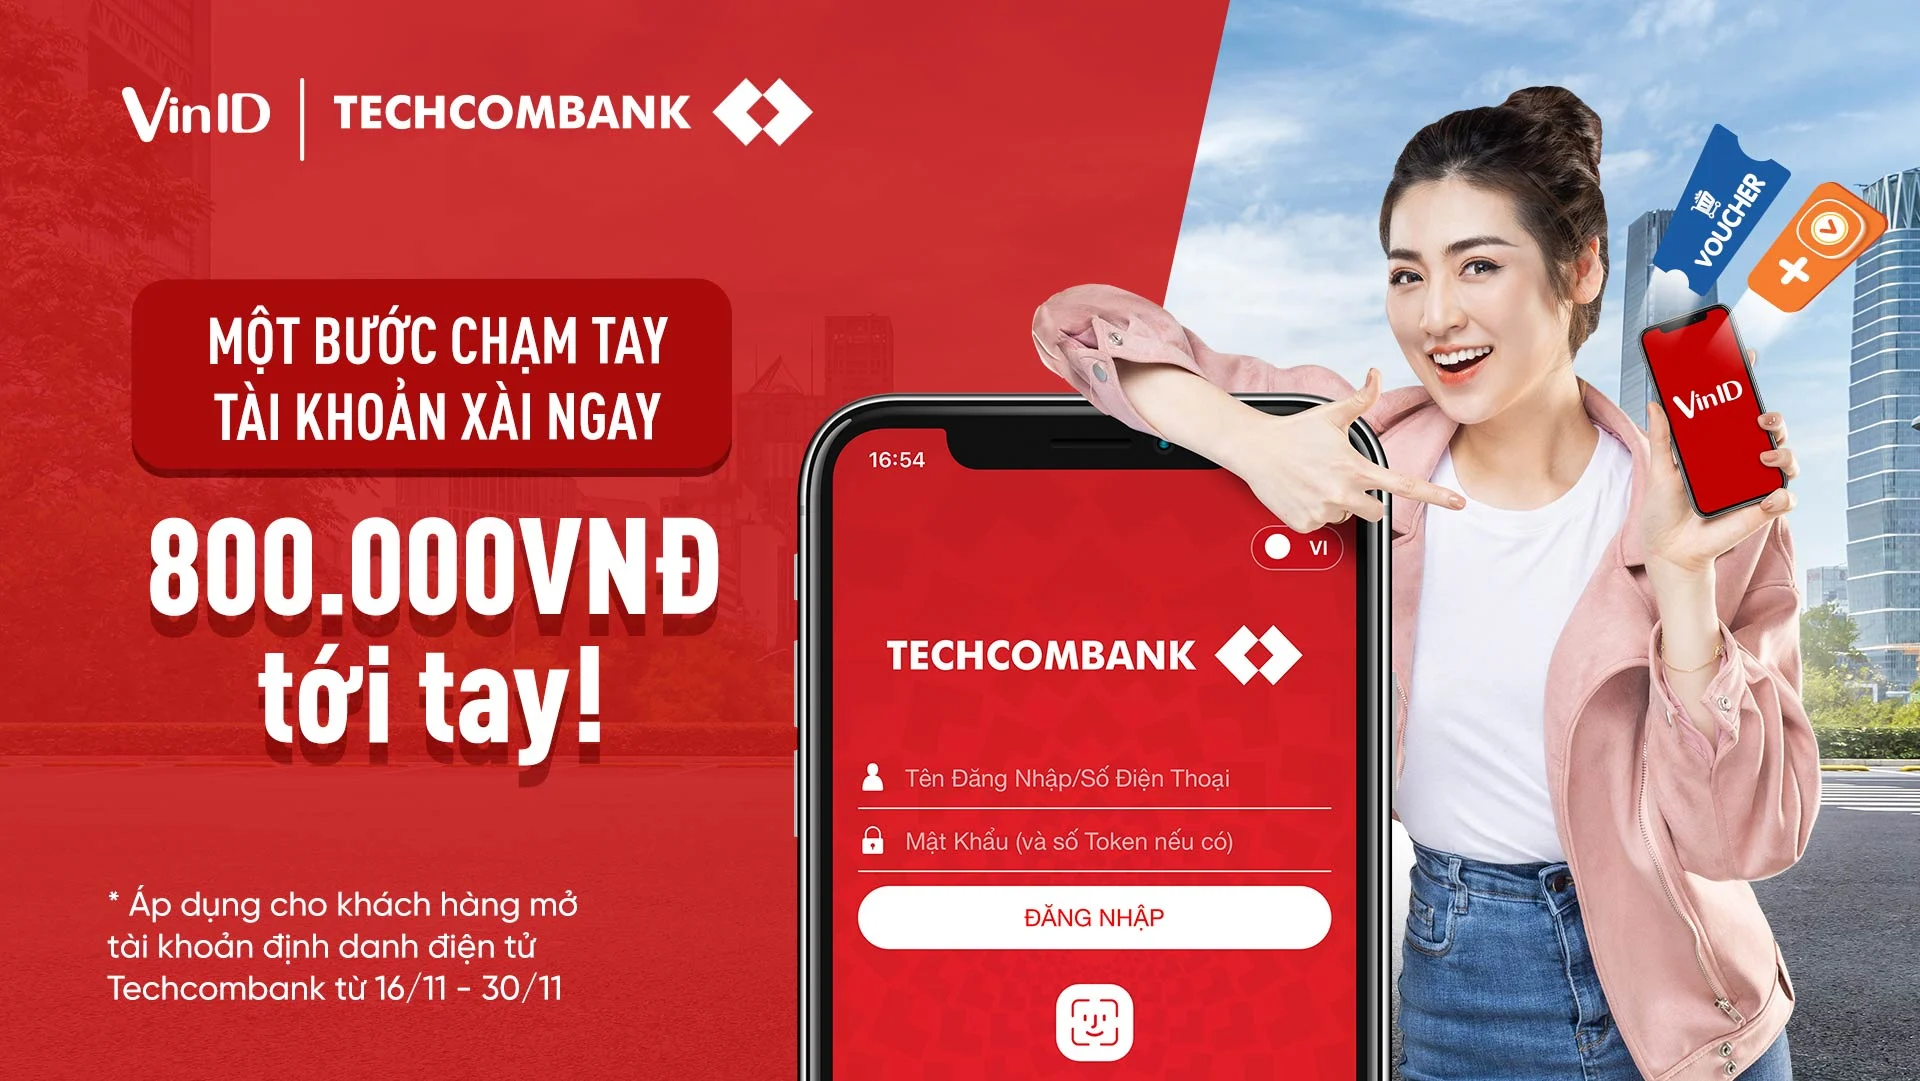 VinID | TECHCOMBANK
MỘT BƯỚC CHẠM TAY
TÀI KHOẢN XÀI NGAY
800.000VNĐ
tới tay!
* Áp dụng cho khách hàng mở
tài khoản định danh điện tử
Techcombank từ 16/11 - 30/11
16:54
VI
TECHCOMBANK
Tên Đăng Nhập/Số Điện Thoại
Mật Khẩu (và số Token nếu có)
ĐĂNG NHẬP
VOUCHER
+ V
VinID